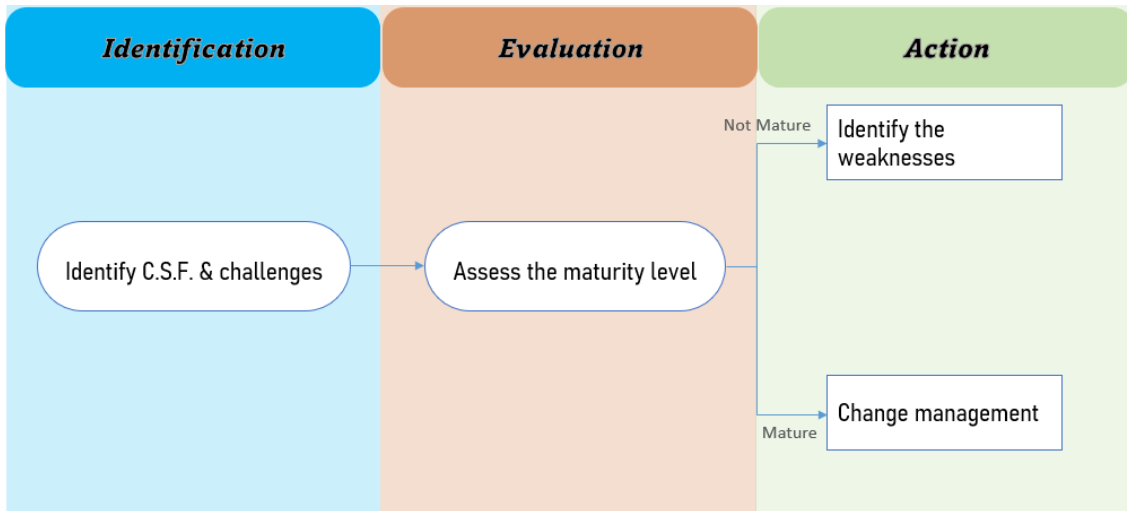 Identification
Evaluation
Action
Not Mature
Identify the
weaknesses
Identify C.S.F. & challenges
Assess the maturity level
Change management
Mature